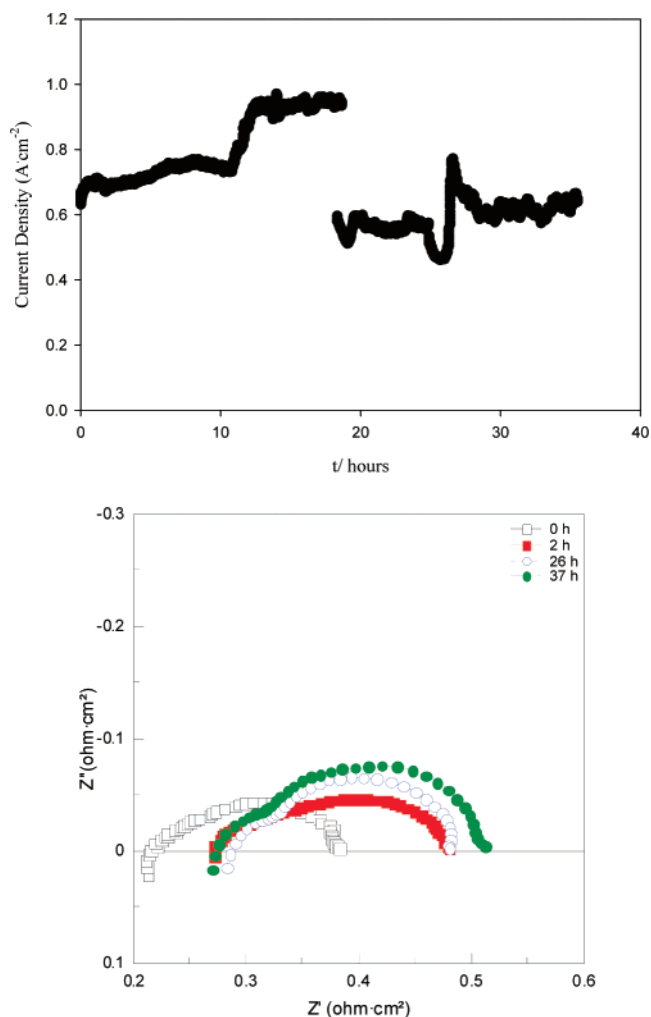 1.2
1.0
0.8
0.6
0.4
0.2
0.0
Current Density (A·cm⁻²)
0 10 20 30 40
t/ hours
-0.3
-0.2
-0.1
0
0.1
Z''(ohm·cm²)
0 h
2 h
26 h
37 h
0.2 0.3 0.4 0.5 0.6
Z' (ohm·cm²)